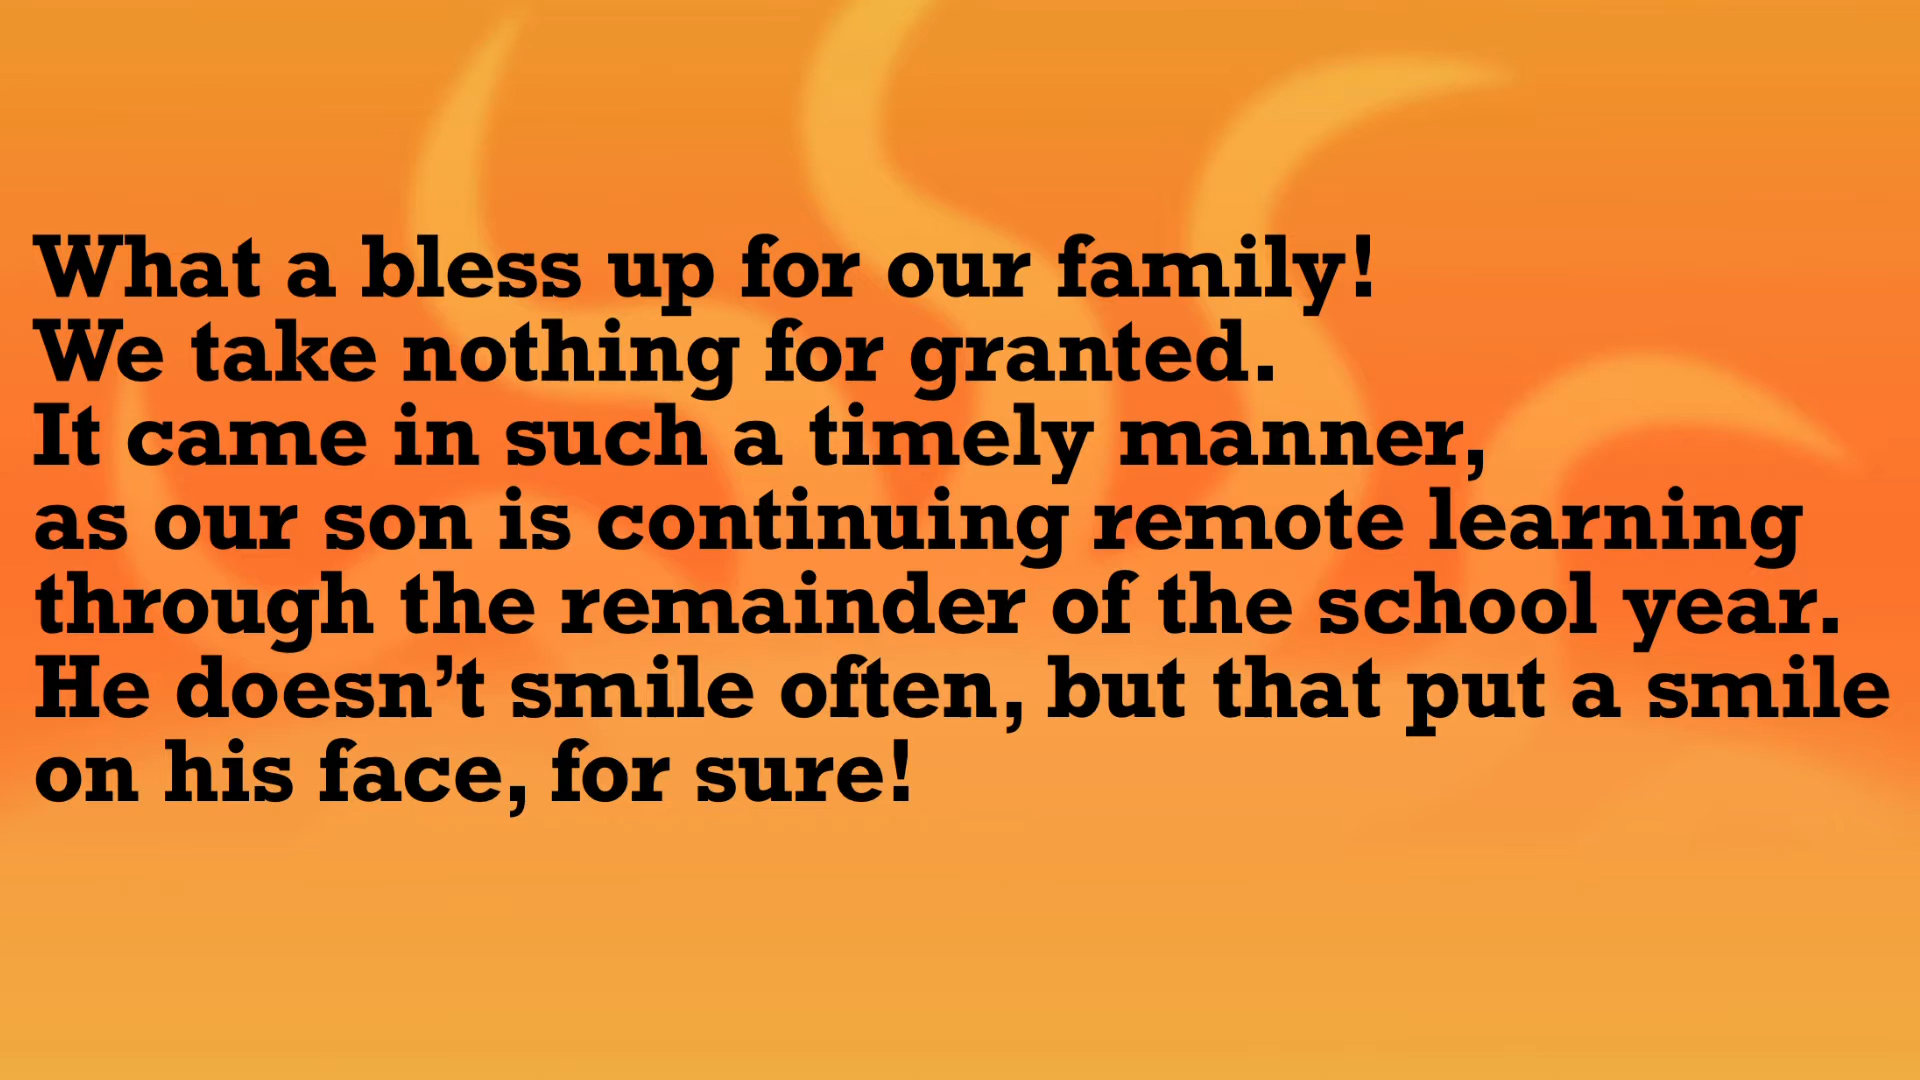 What a bless up for our family!
We take nothing for granted.
It came in such a timely manner,
as our son is continuing remote learning
through the remainder of the school year.
He doesn’t smile often, but that put a smile
on his face, for sure!